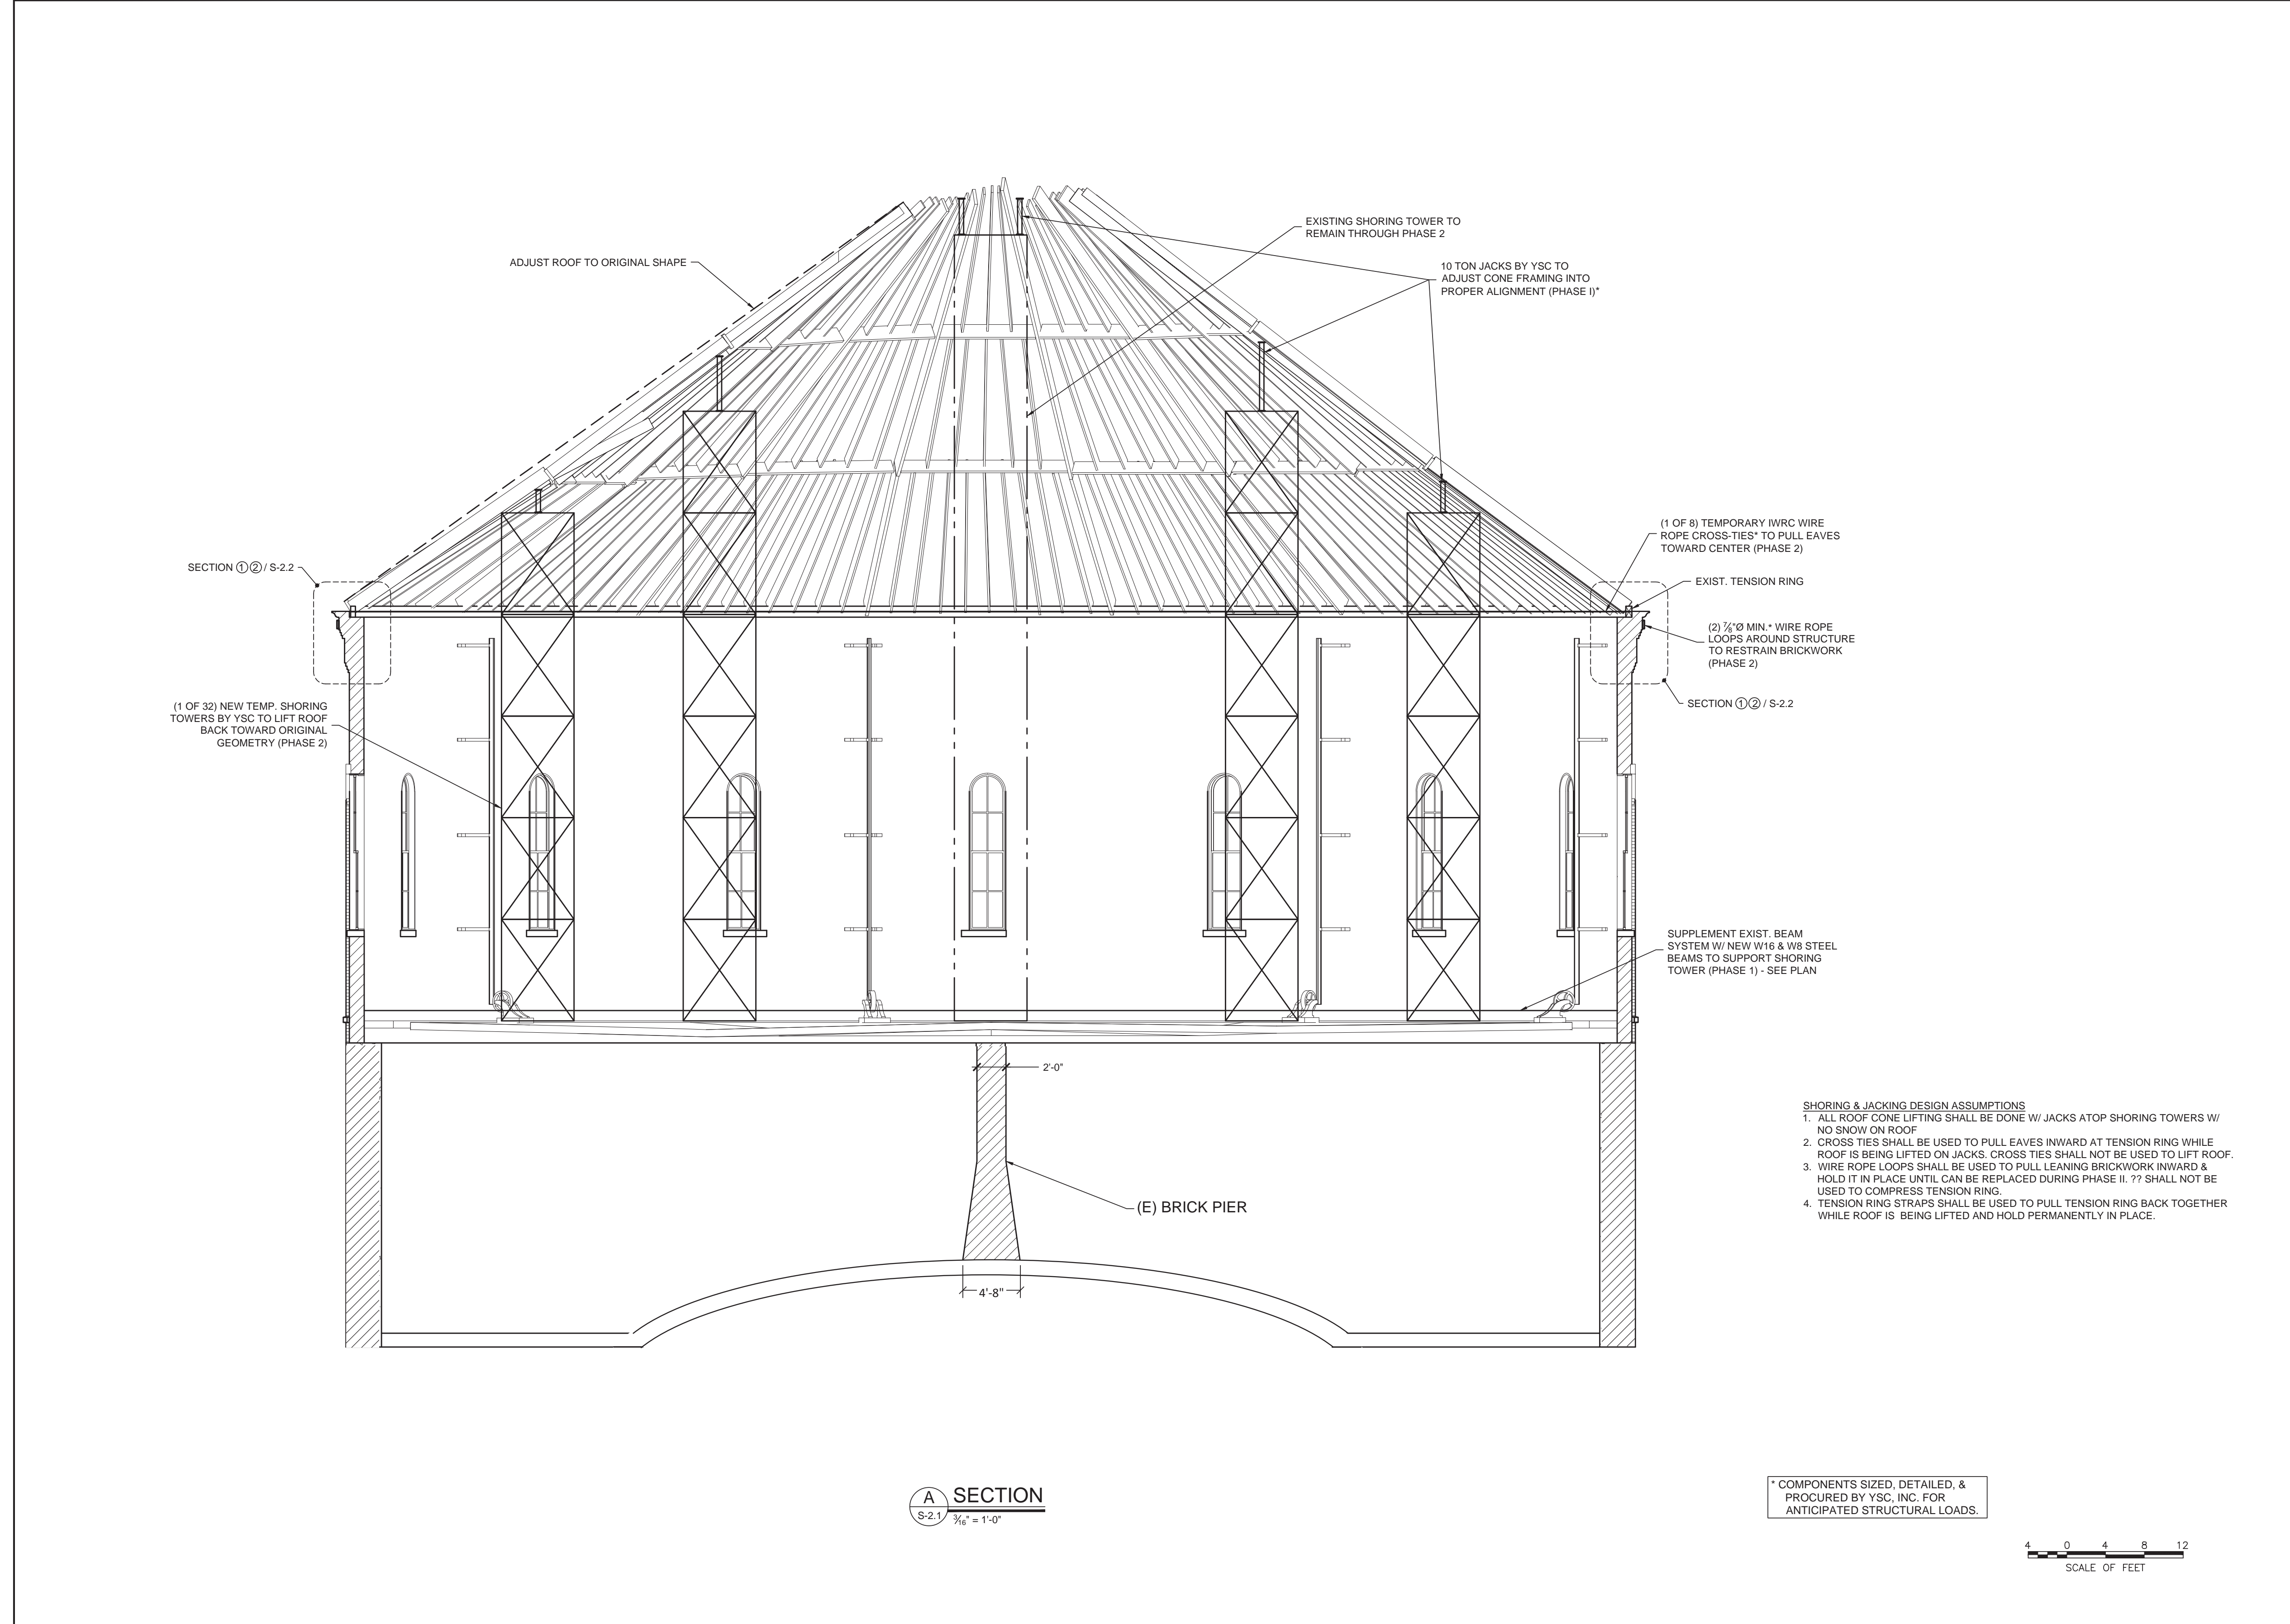 EXISTING SHORING TOWER TO
REMAIN THROUGH PHASE 2
ADJUST ROOF TO ORIGINAL SHAPE
10 TON JACKS BY YSC TO
ADJUST CONE FRAMING INTO
PROPER ALIGNMENT (PHASE I)*
(1 OF 8) TEMPORARY IWRC WIRE
ROPE CROSS-TIES* TO PULL EAVES
TOWARD CENTER (PHASE 2)
SECTION ①② / S-2.2
EXIST. TENSION RING
(2) ⅞"Ø MIN.* WIRE ROPE
LOOPS AROUND STRUCTURE
TO RESTRAIN BRICKWORK
(PHASE 2)
SECTION ①② / S-2.2
(1 OF 32) NEW TEMP. SHORING
TOWERS BY YSC TO LIFT ROOF
BACK TOWARD ORIGINAL
GEOMETRY (PHASE 2)
SUPPLEMENT EXIST. BEAM
SYSTEM W/ NEW W16 & W8 STEEL
BEAMS TO SUPPORT SHORING
TOWER (PHASE 1) - SEE PLAN
2'-0"
(E) BRICK PIER
4'-8"
SHORING & JACKING DESIGN ASSUMPTIONS
1. ALL ROOF CONE LIFTING SHALL BE DONE W/ JACKS ATOP SHORING TOWERS W/
NO SNOW ON ROOF
2. CROSS TIES SHALL BE USED TO PULL EAVES INWARD AT TENSION RING WHILE
ROOF IS BEING LIFTED ON JACKS. CROSS TIES SHALL NOT BE USED TO LIFT ROOF.
3. WIRE ROPE LOOPS SHALL BE USED TO PULL LEANING BRICKWORK INWARD &
HOLD IT IN PLACE UNTIL CAN BE REPLACED DURING PHASE II. ?? SHALL NOT BE
USED TO COMPRESS TENSION RING.
4. TENSION RING STRAPS SHALL BE USED TO PULL TENSION RING BACK TOGETHER
WHILE ROOF IS BEING LIFTED AND HOLD PERMANENTLY IN PLACE.
A
S-2.1
SECTION
3⁄16" = 1'-0"
* COMPONENTS SIZED, DETAILED, &
PROCURED BY YSC, INC. FOR
ANTICIPATED STRUCTURAL LOADS.
4 0 4 8 12
SCALE OF FEET